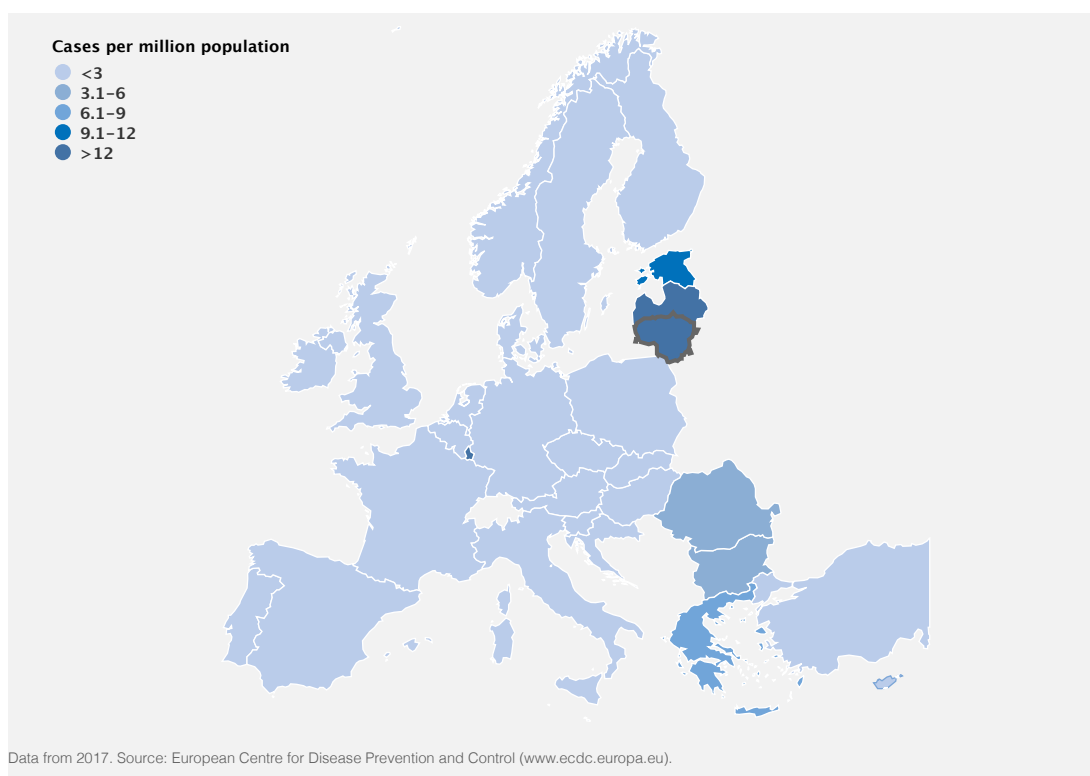 Cases per million population
<3
3.1–6
6.1–9
9.1–12
>12
Data from 2017. Source: European Centre for Disease Prevention and Control (www.ecdc.europa.eu).